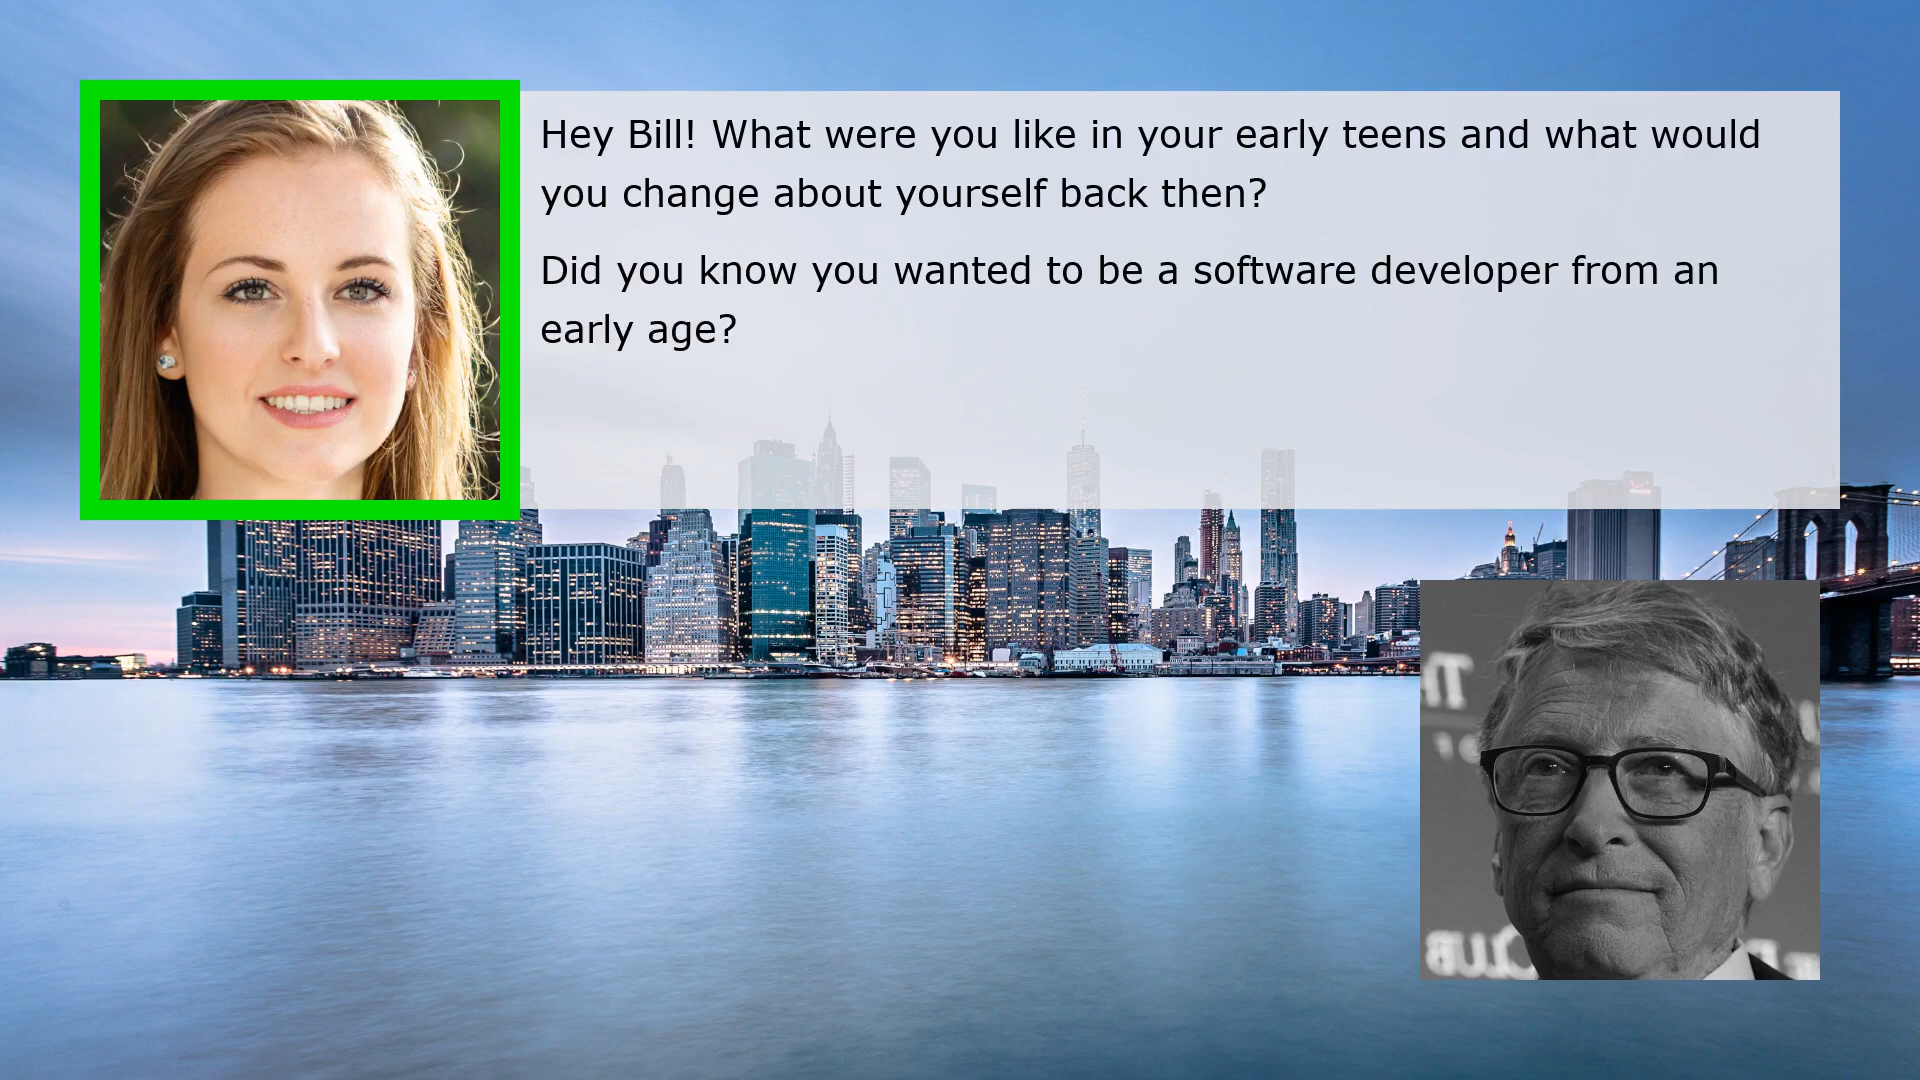 Hey Bill! What were you like in your early teens and what would
you change about yourself back then?
Did you know you wanted to be a software developer from an
early age?
CLUB